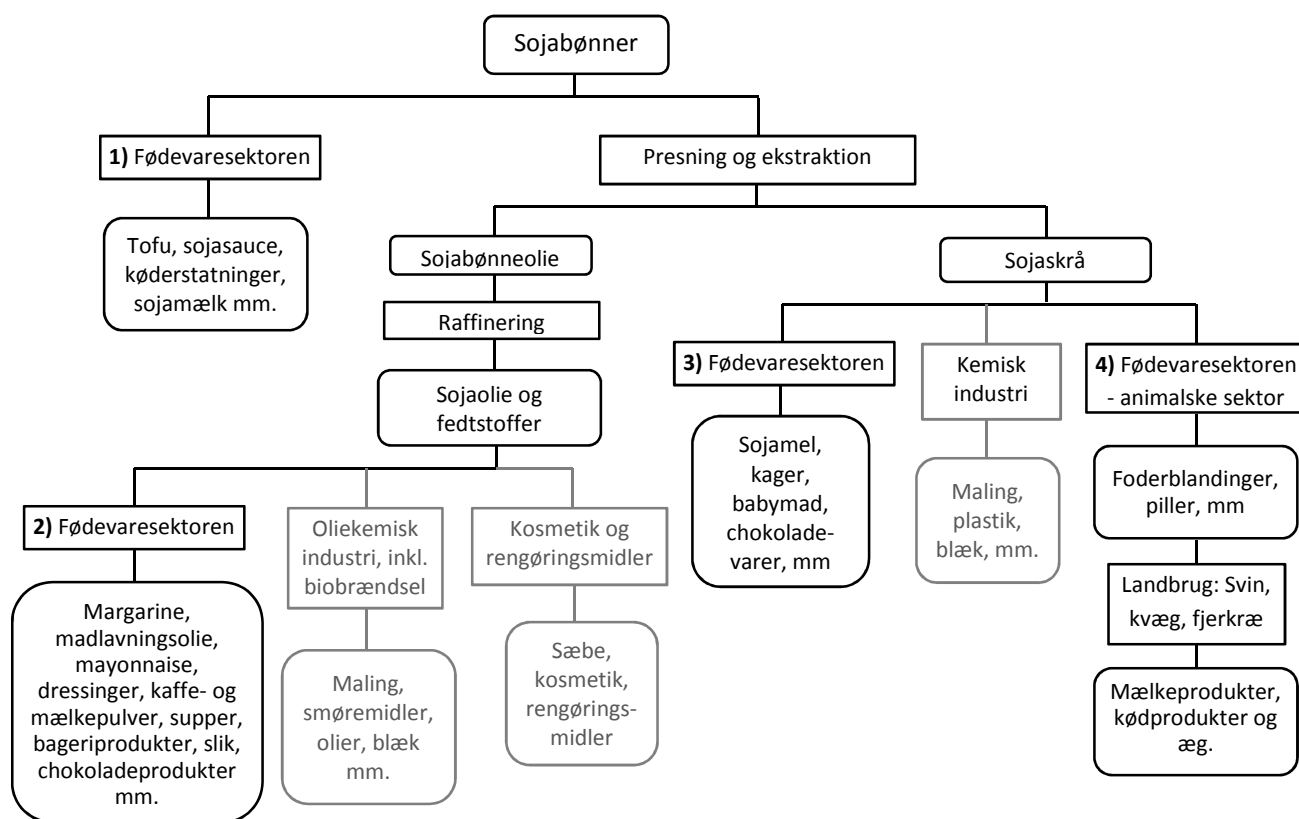 Sojabønner
1) Fødevaresektoren
Presning og ekstraktion
Tofu, sojasauce,
køderstatninger,
sojamælk mm.
Sojabønneolie
Sojaskrå
Raffinering
Sojaolie og
fedtstoffer
3) Fødevaresektoren
Kemisk
industri
4) Fødevaresektoren
- animalske sektor
Sojamel,
kager,
babymad,
chokolade-
varer, mm
Maling,
plastik,
blæk, mm.
Foderblandinger,
piller, mm
Landbrug: Svin,
kvæg, fjerkræ
Mælkeprodukter,
kødprodukter og
æg.
2) Fødevaresektoren
Oliekemisk
industri, inkl.
biobrændsel
Kosmetik og
rengøringsmidler
Margarine,
madlavningsolie,
mayonnaise,
dressinger, kaffe- og
mælkepulver, supper,
bageriprodukter, slik,
chokoladeprodukter
mm.
Maling,
smøremidler,
olier, blæk
mm.
Sæbe,
kosmetik,
rengørings-
midler